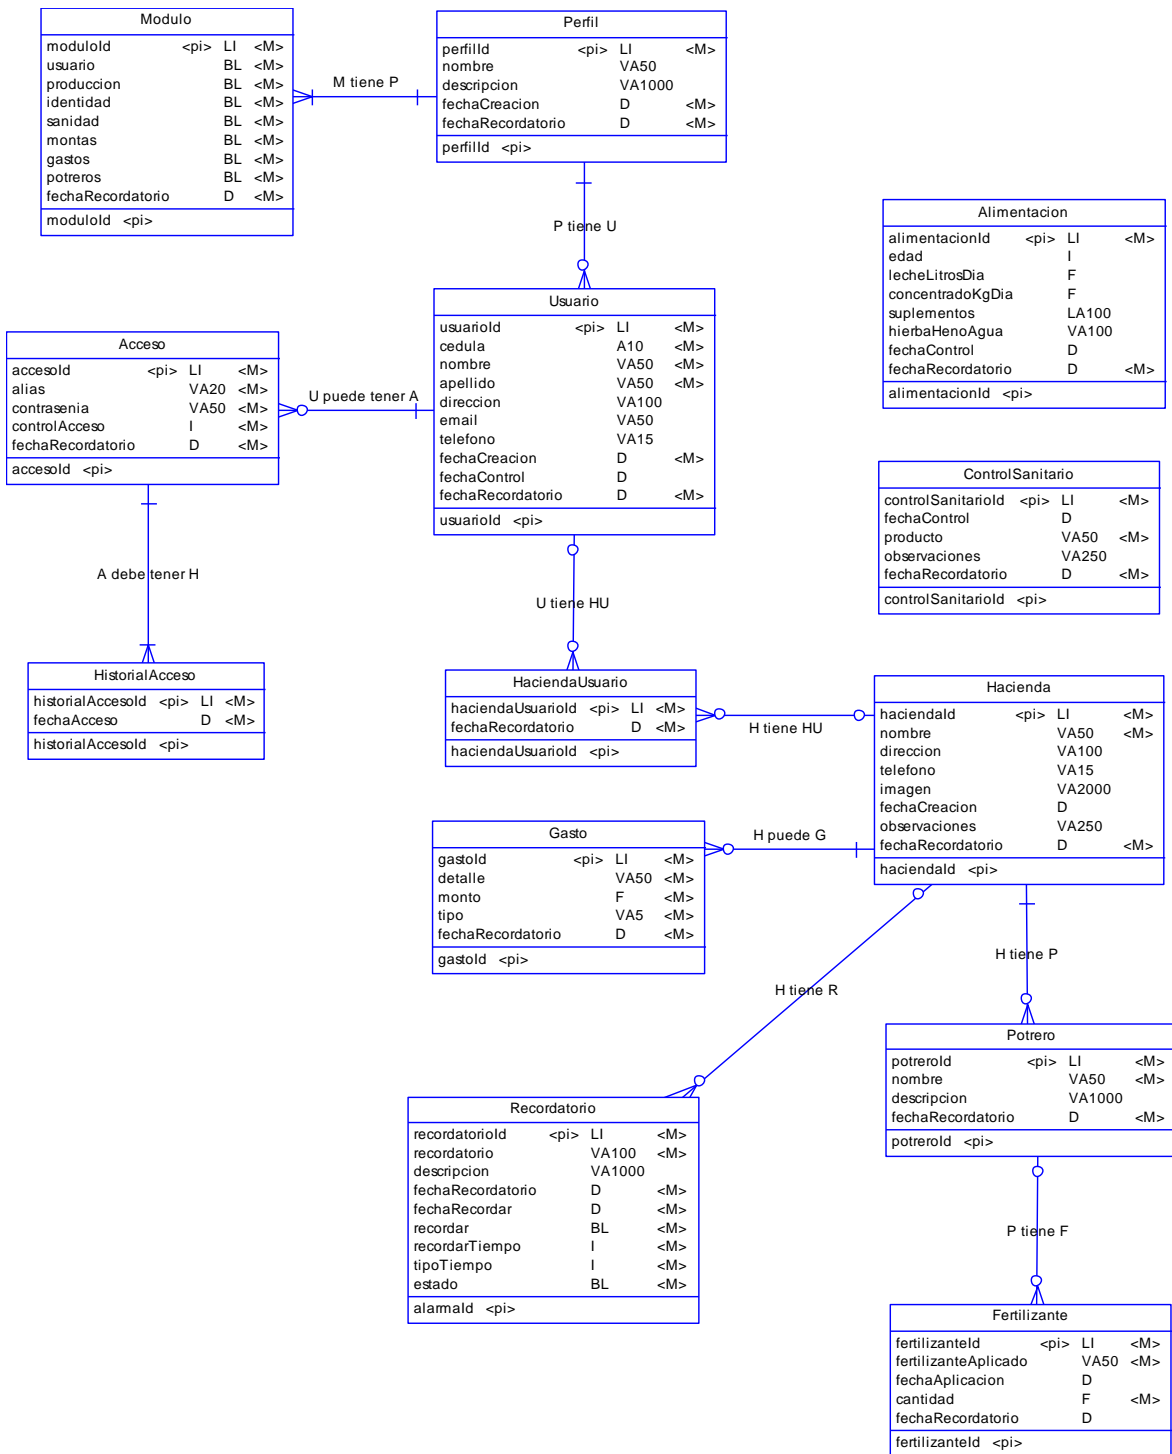 Modulo
moduloId <pi> LI <M>
usuario BL <M>
produccion BL <M>
identidad BL <M>
sanidad BL <M>
montas BL <M>
gastos BL <M>
potreros BL <M>
fechaRecordatorio D <M>
moduloId <pi>
M tiene P
Perfil
perfilId <pi> LI <M>
nombre VA50
descripcion VA1000
fechaCreacion D <M>
fechaRecordatorio D <M>
perfilId <pi>
P tiene U
Alimentacion
alimentacionId <pi> LI <M>
edad I
lecheLitrosDia F
concentradoKgDia F
suplementos LA100
hierbaHenoAgua VA100
fechaControl D
fechaRecordatorio D <M>
alimentacionId <pi>
Usuario
usuarioId <pi> LI <M>
cedula A10 <M>
nombre VA50 <M>
apellido VA50 <M>
direccion VA100
email VA50
telefono VA15
fechaCreacion D <M>
fechaControl D
fechaRecordatorio D <M>
usuarioId <pi>
Acceso
accesoId <pi> LI <M>
alias VA20 <M>
contrasenia VA50 <M>
controlAcceso I <M>
fechaRecordatorio D <M>
accesoId <pi>
U puede tener A
ControlSanitario
controlSanitarioId <pi> LI <M>
fechaControl D
producto VA50 <M>
observaciones VA250
fechaRecordatorio D <M>
controlSanitarioId <pi>
A debe tener H
U tiene HU
HistorialAcceso
historialAccesoId <pi> LI <M>
fechaAcceso D <M>
historialAccesoId <pi>
HaciendaUsuario
haciendaUsuarioId <pi> LI <M>
fechaRecordatorio D <M>
haciendaUsuarioId <pi>
H tiene HU
Hacienda
haciendaId <pi> LI <M>
nombre VA50 <M>
direccion VA100
telefono VA15
imagen VA2000
fechaCreacion D
observaciones VA250
fechaRecordatorio D <M>
haciendaId <pi>
Gasto
gastoId <pi> LI <M>
detalle VA50 <M>
monto F <M>
tipo VA5 <M>
fechaRecordatorio D <M>
gastoId <pi>
H puede G
H tiene P
H tiene R
Potrero
potreroId <pi> LI <M>
nombre VA50 <M>
descripcion VA1000
fechaRecordatorio D <M>
potreroId <pi>
Recordatorio
recordatorioId <pi> LI <M>
recordatorio VA100 <M>
descripcion VA1000
fechaRecordatorio D <M>
fechaRecordar D <M>
recordar BL <M>
recordarTiempo I <M>
tipoTiempo I <M>
estado BL <M>
alarmaId <pi>
P tiene F
Fertilizante
fertilizanteId <pi> LI <M>
fertilizanteAplicado VA50 <M>
fechaAplicacion D
cantidad F <M>
fechaRecordatorio D
fertilizanteId <pi>